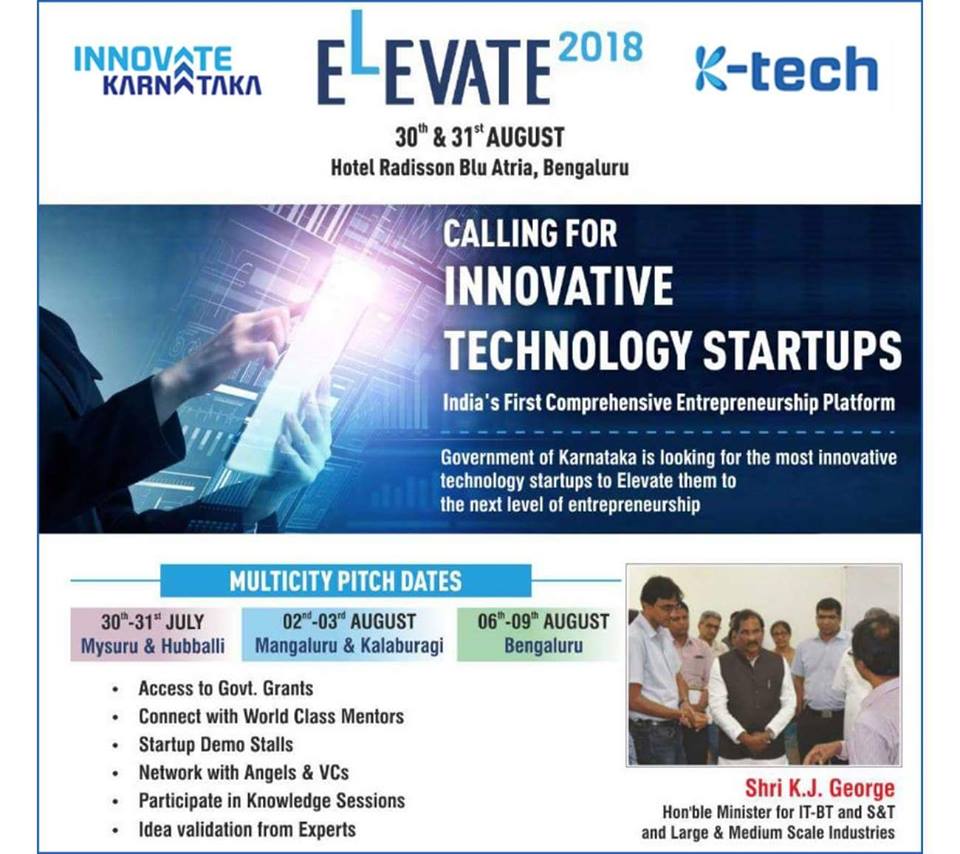 INNOVATE
KARNATAKA
ELEVATE 2018
K-tech
30th & 31st AUGUST
Hotel Radisson Blu Atria, Bengaluru
CALLING FOR
INNOVATIVE
TECHNOLOGY STARTUPS
India's First Comprehensive Entrepreneurship Platform
Government of Karnataka is looking for the most innovative
technology startups to Elevate them to
the next level of entrepreneurship
MULTICITY PITCH DATES
30th-31st JULY
Mysuru & Hubballi
02nd-03rd AUGUST
Mangaluru & Kalaburagi
06th-09th AUGUST
Bengaluru
• Access to Govt. Grants
• Connect with World Class Mentors
• Startup Demo Stalls
• Network with Angels & VCs
• Participate in Knowledge Sessions
• Idea validation from Experts
Shri K.J. George
Hon'ble Minister for IT-BT and S&T
and Large & Medium Scale Industries